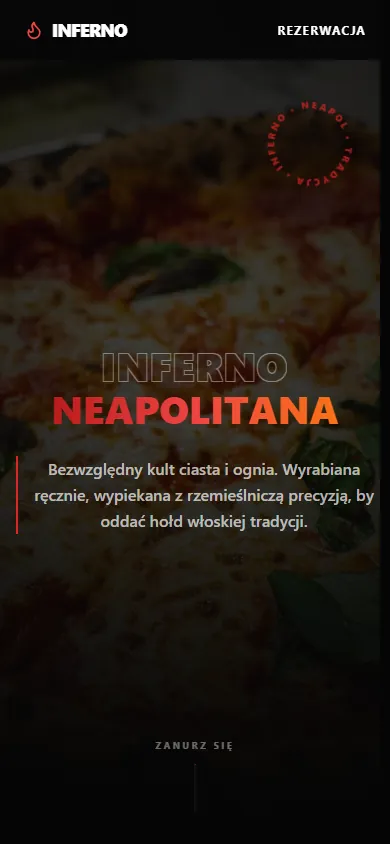 INFERNO
REZERWACJA
INFERNO • NEAPOL • TRADYCJA •
INFERNO
NEAPOLITANA
Bezwzględny kult ciasta i ognia. Wyrabiana
ręcznie, wypiekana z rzemieślniczą precyzją, by
oddać hołd włoskiej tradycji.
ZANURZ SIĘ